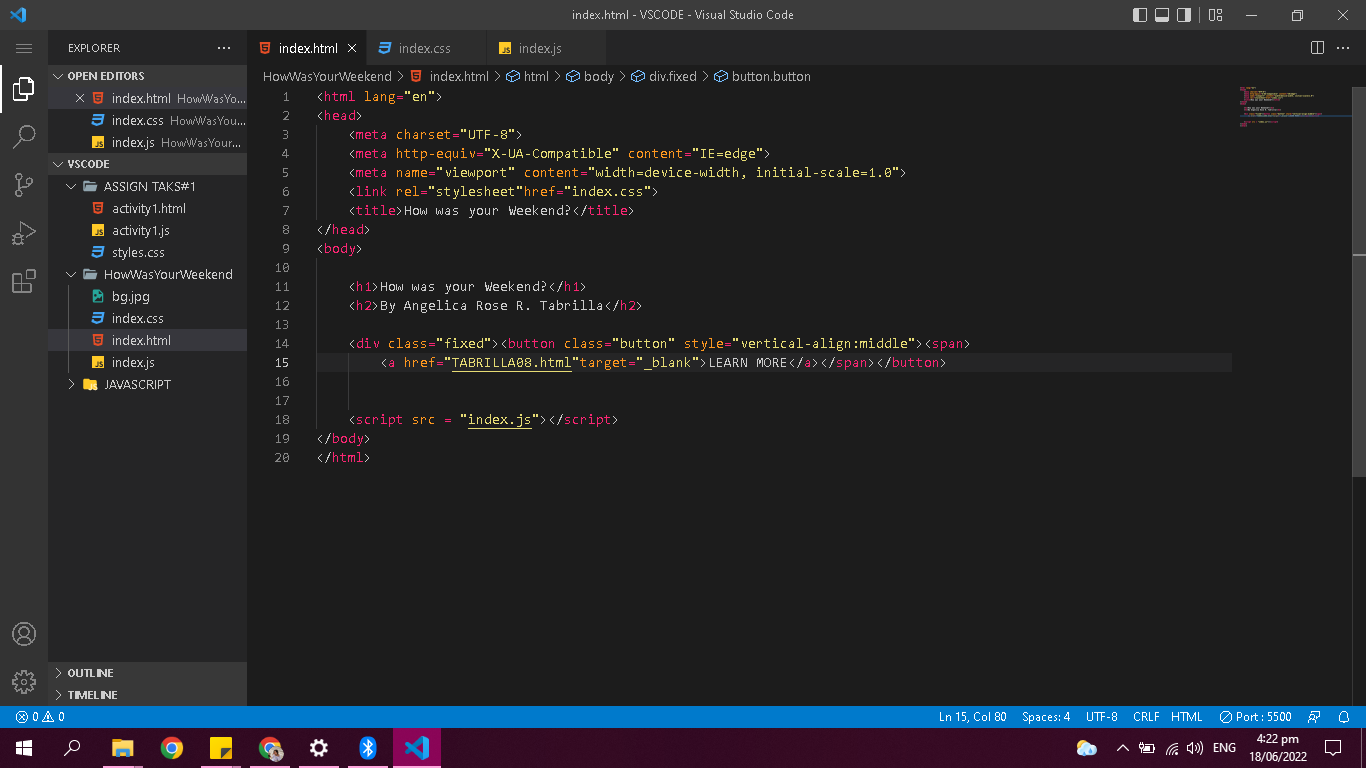 index.html - VSCODE - Visual Studio Code
EXPLORER
OPEN EDITORS
index.html HowWasYo...
index.css HowWasYour...
index.js HowWasYour...
VSCODE
ASSIGN TAKS#1
activity1.html
activity1.js
styles.css
HowWasYourWeekend
bg.jpg
index.css
index.html
index.js
JAVASCRIPT
OUTLINE
TIMELINE
index.html index.css index.js
HowWasYourWeekend > index.html > html > body > div.fixed > button.button
1 <html lang="en">
2 <head>
3 <meta charset="UTF-8">
4 <meta http-equiv="X-UA-Compatible" content="IE=edge">
5 <meta name="viewport" content="width=device-width, initial-scale=1.0">
6 <link rel="stylesheet"href="index.css">
7 <title>How was your Weekend?</title>
8 </head>
9 <body>
10
11 <h1>How was your Weekend?</h1>
12 <h2>By Angelica Rose R. Tabrilla</h2>
13
14 <div class="fixed"><button class="button" style="vertical-align:middle"><span>
15 <a href="TABRILLA08.html"target="_blank">LEARN MORE</a></span></button>
16
17
18 <script src = "index.js"></script>
19 </body>
20 </html>
0 0 Ln 15, Col 80 Spaces: 4 UTF-8 CRLF HTML Port : 5500
ENG 4:22 pm
18/06/2022